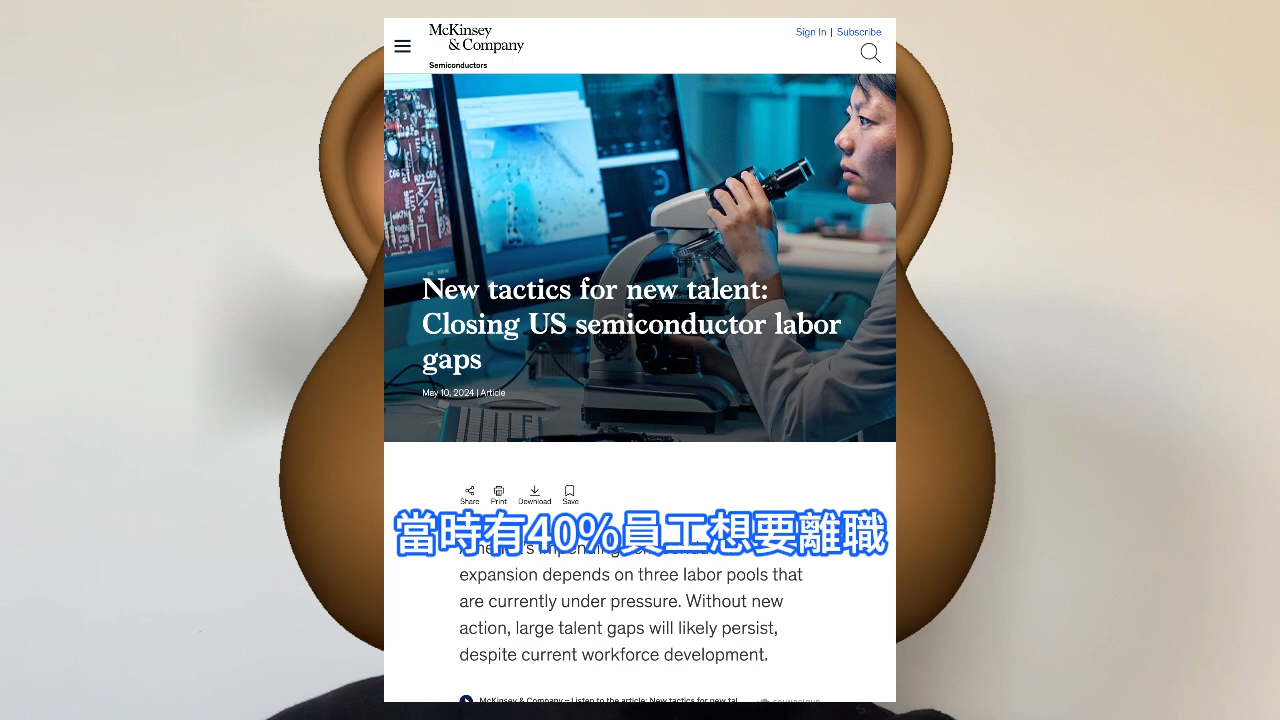 McKinsey
& Company
Semiconductors
Sign In | Subscribe
New tactics for new talent:
Closing US semiconductor labor
gaps
May 10, 2024 | Article
Share Print Download Save
當時有40%員工想要離職
expansion depends on three labor pools that
are currently under pressure. Without new
action, large talent gaps will likely persist,
despite current workforce development.
McKinsey & Company – Listen to the article: New tactics for new tal
SOUNDCLOUD